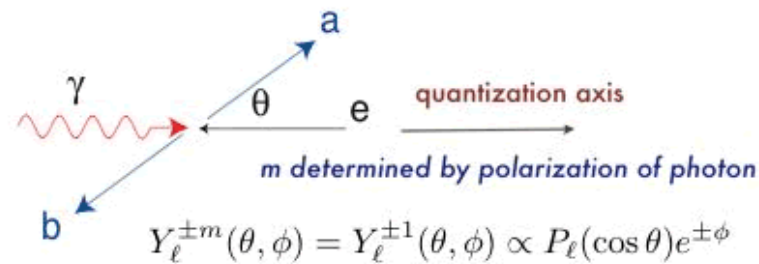 a
γ
θ
e
quantization axis
m determined by polarization of photon
b
Y_ℓ^{±m}(θ, ϕ) = Y_ℓ^{±1}(θ, ϕ) ∝ P_ℓ(cos θ)e^{±ϕ}